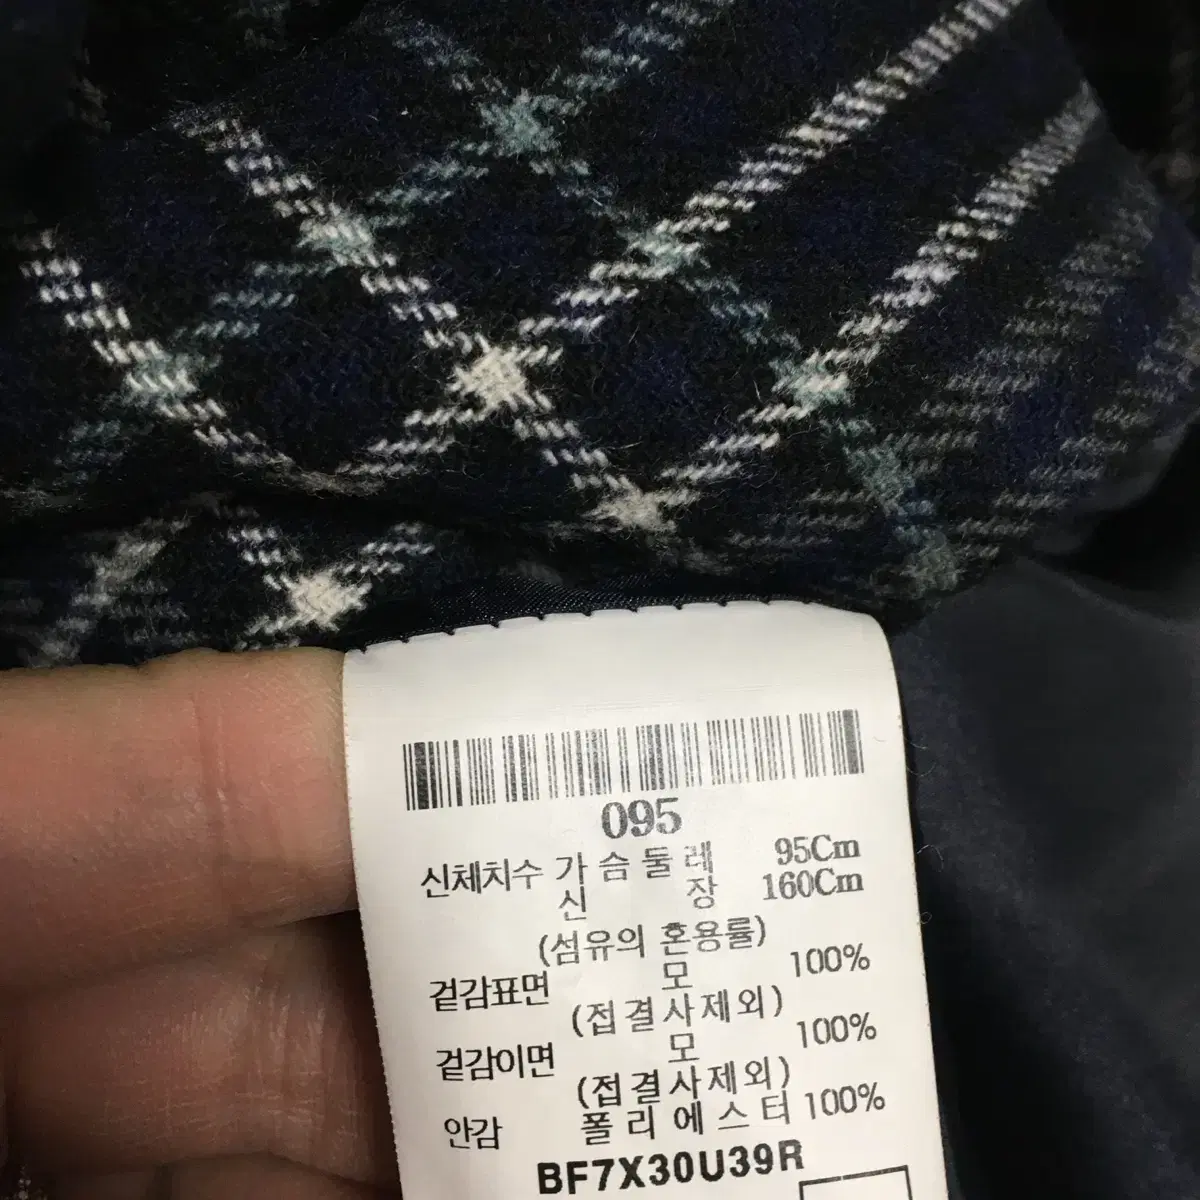 095
신체치수 가 슴 둘 레 95Cm
신 장 160Cm
(섬유의 혼용률)
겉감표면 모 100%
(접결사제외)
겉감이면 모 100%
(접결사제외)
안감 폴리에스터 100%
BF7X30U39R